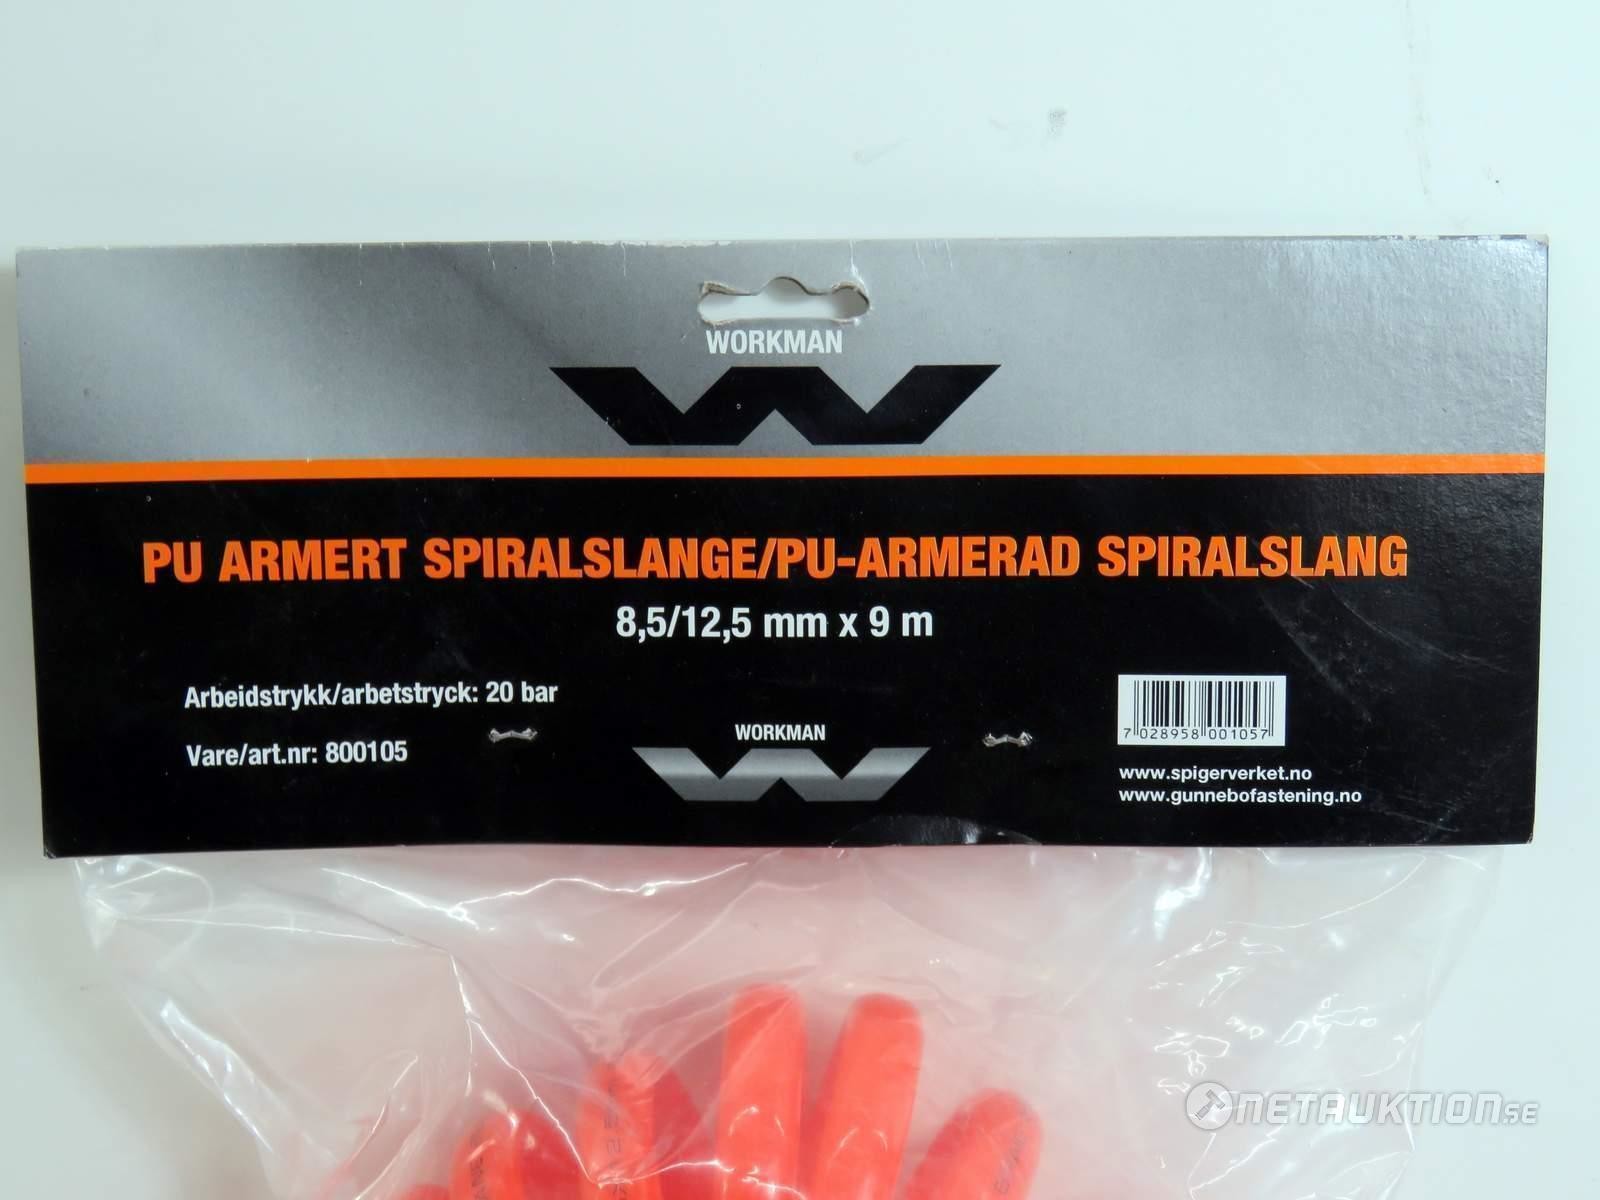 WORKMAN
PU ARMERT SPIRALSLANGE/PU-ARMERAD SPIRALSLANG
8,5/12,5 mm x 9 m
Arbeidstrykk/arbetstryck: 20 bar
Vare/art.nr: 800105
WORKMAN
7 028958 001057
www.spigerverket.no
www.gunnebofastening.no
NETAUKTION.SE